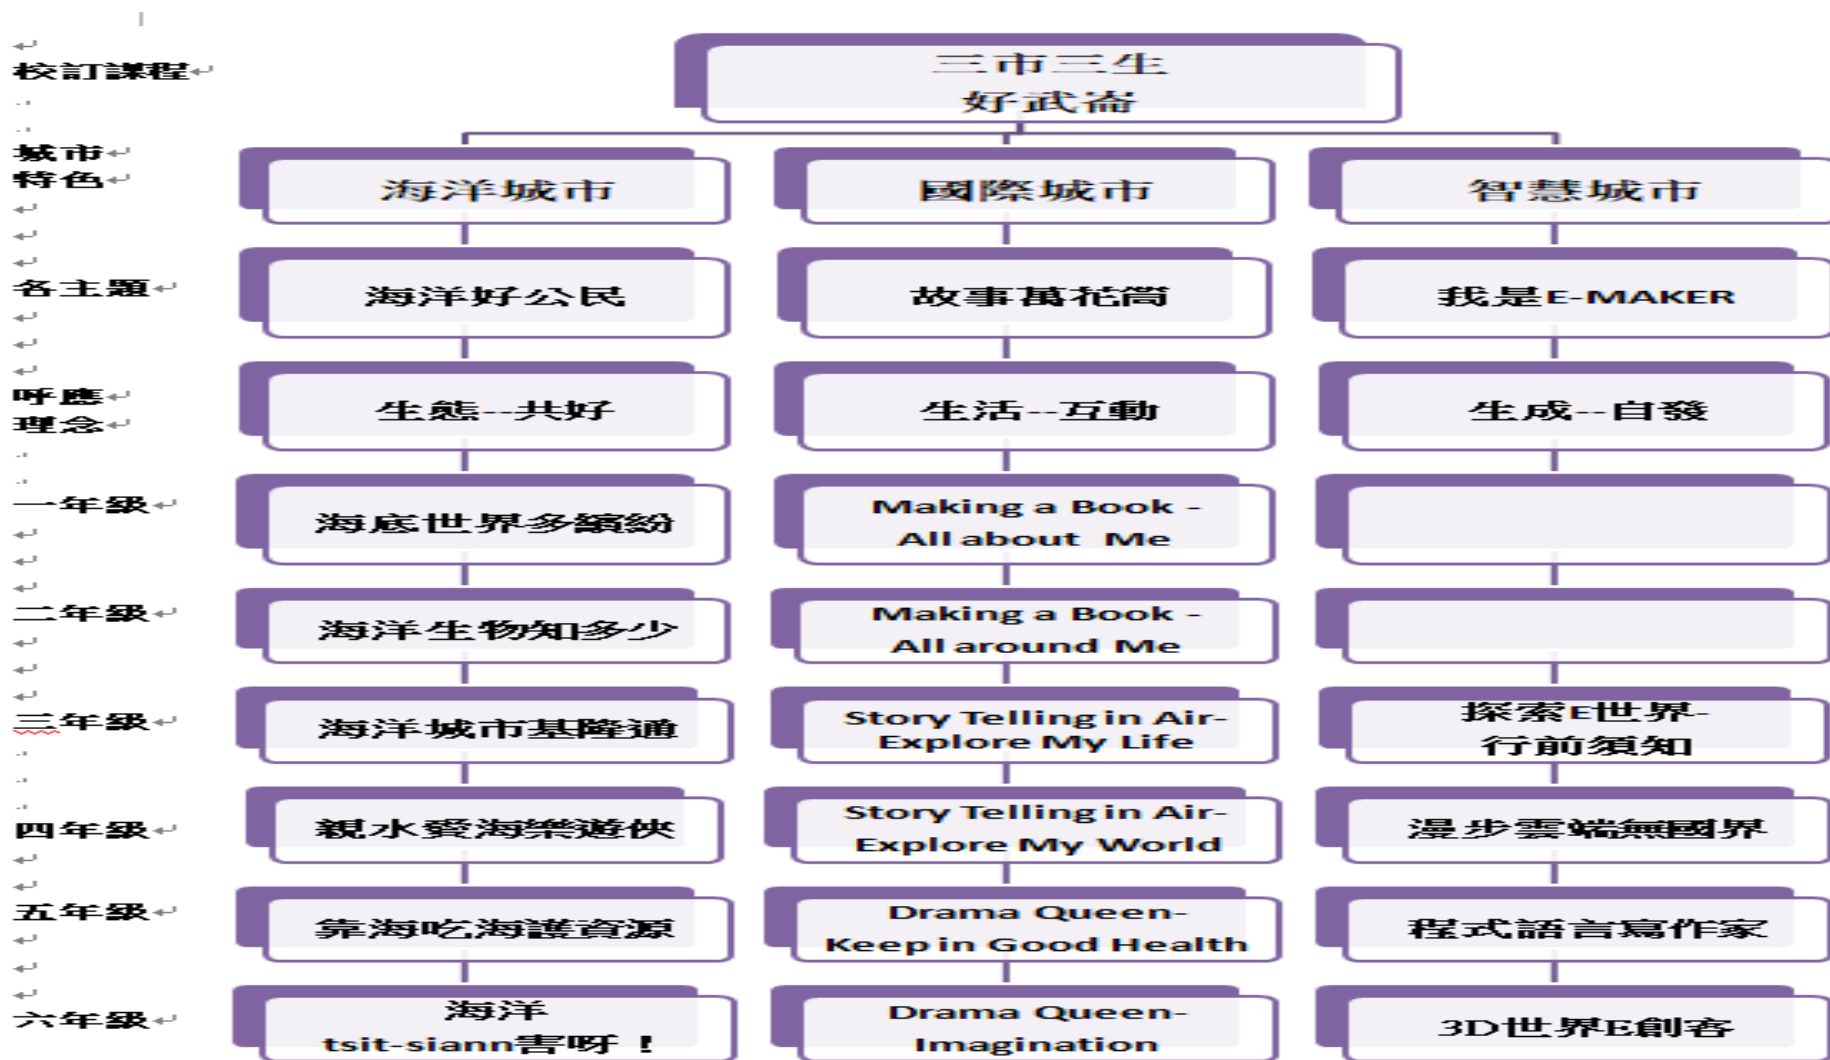 校訂課程
三市三生
好武崙
城市
特色
海洋城市
國際城市
智慧城市
各主題
海洋好公民
故事萬花筒
我是E-MAKER
呼應
理念
生態--共好
生活--互動
生成--自發
一年級
海底世界多繽紛
Making a Book -
All about Me
二年級
海洋生物知多少
Making a Book -
All around Me
三年級
海洋城市基隆通
Story Telling in Air-
Explore My Life
探索E世界-
行前須知
四年級
親水愛海樂遊俠
Story Telling in Air-
Explore My World
漫步雲端無國界
五年級
靠海吃海護資源
Drama Queen-
Keep in Good Health
程式語言寫作家
六年級
海洋
tsit-siann害呀！
Drama Queen-
Imagination
3D世界E創客